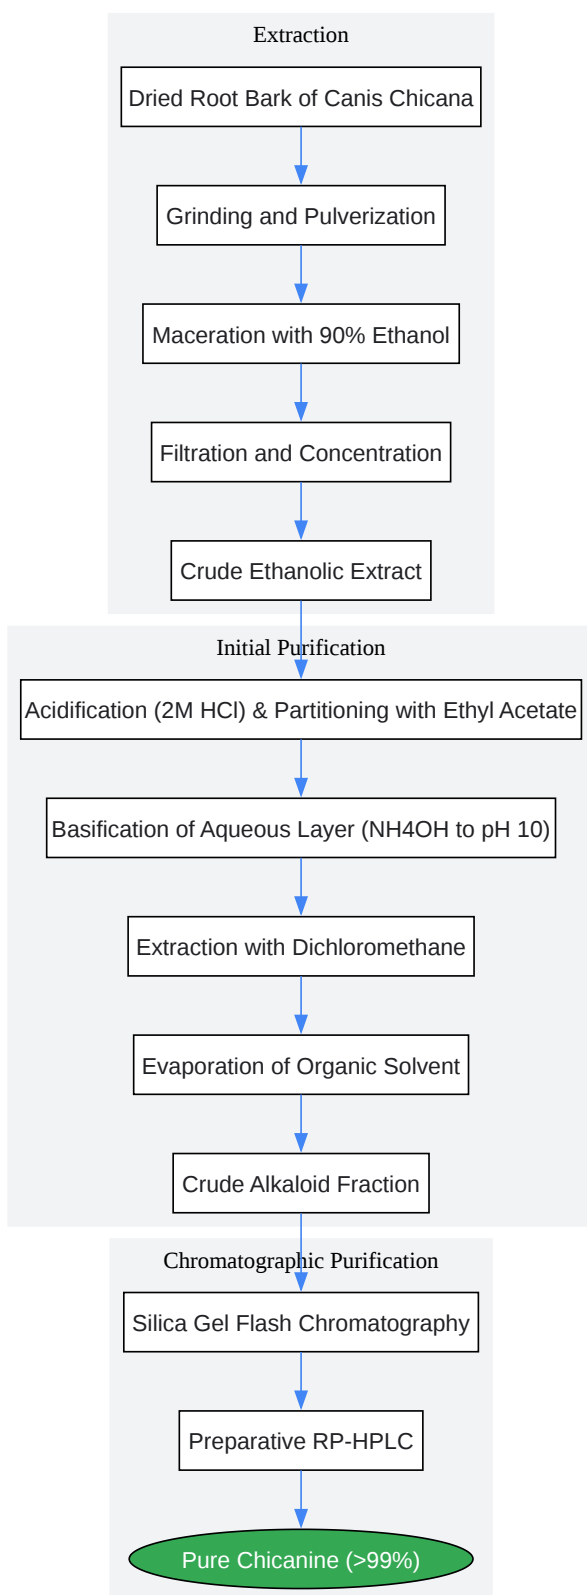 Extraction
Dried Root Bark of Canis Chicana
Grinding and Pulverization
Maceration with 90% Ethanol
Filtration and Concentration
Crude Ethanolic Extract
Initial Purification
Acidification (2M HCl) & Partitioning with Ethyl Acetate
Basification of Aqueous Layer (NH4OH to pH 10)
Extraction with Dichloromethane
Evaporation of Organic Solvent
Crude Alkaloid Fraction
Chromatographic Purification
Silica Gel Flash Chromatography
Preparative RP-HPLC
Pure Chicanine (>99%)